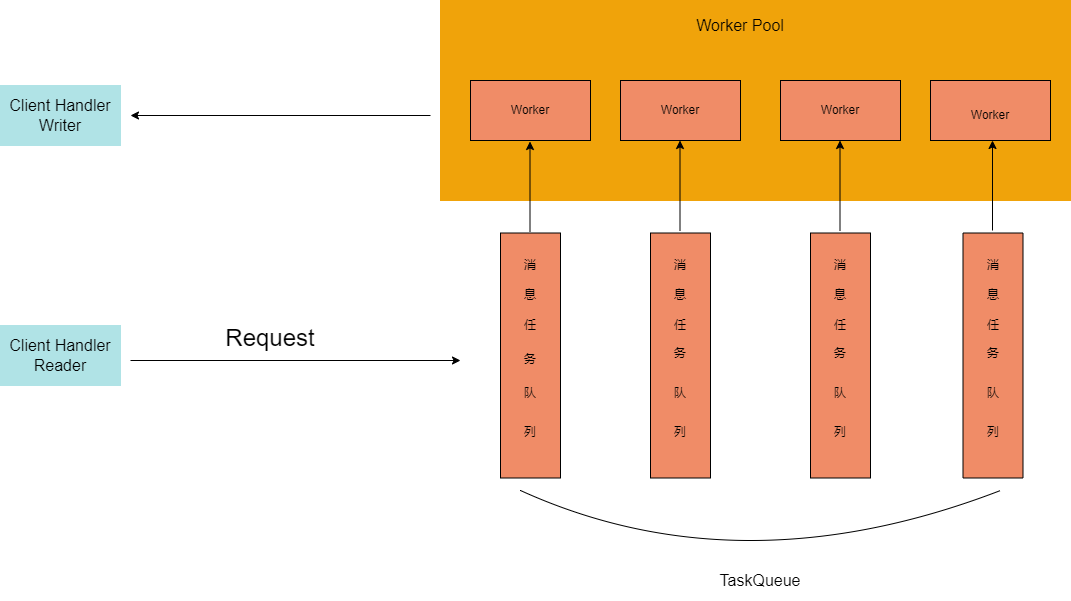 Worker Pool
Client Handler
Writer
Worker
Worker
Worker
Worker
Client Handler
Reader
Request
消息任务队列
消息任务队列
消息任务队列
消息任务队列
TaskQueue